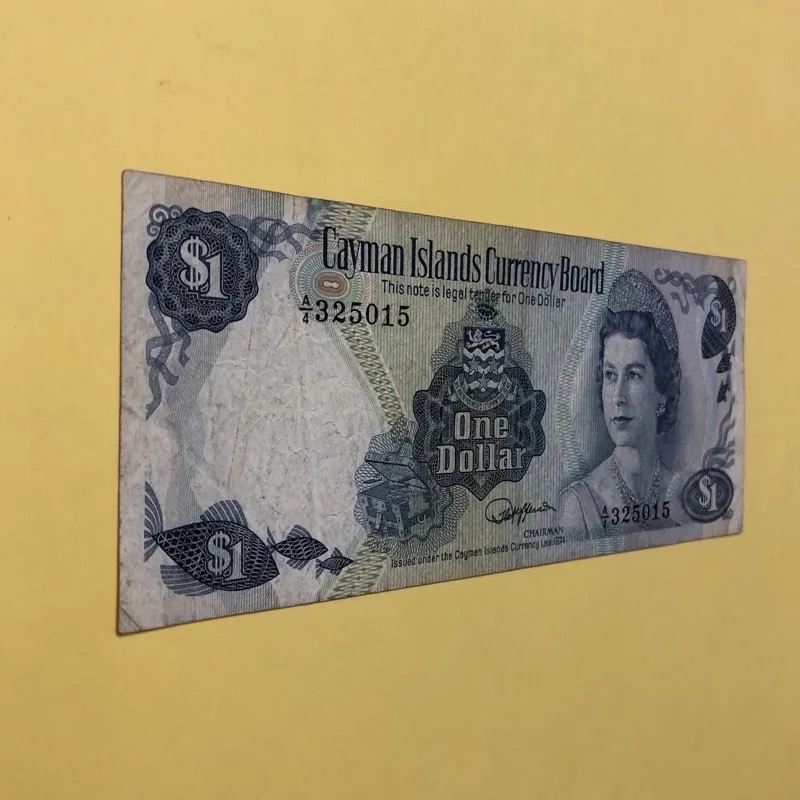 $1
Cayman Islands Currency Board
This note is legal tender for One Dollar
A/4 325015
$1
One
Dollar
$1
A/4 325015
$1
CHAIRMAN
Issued under the Cayman Islands Currency Law. 1974